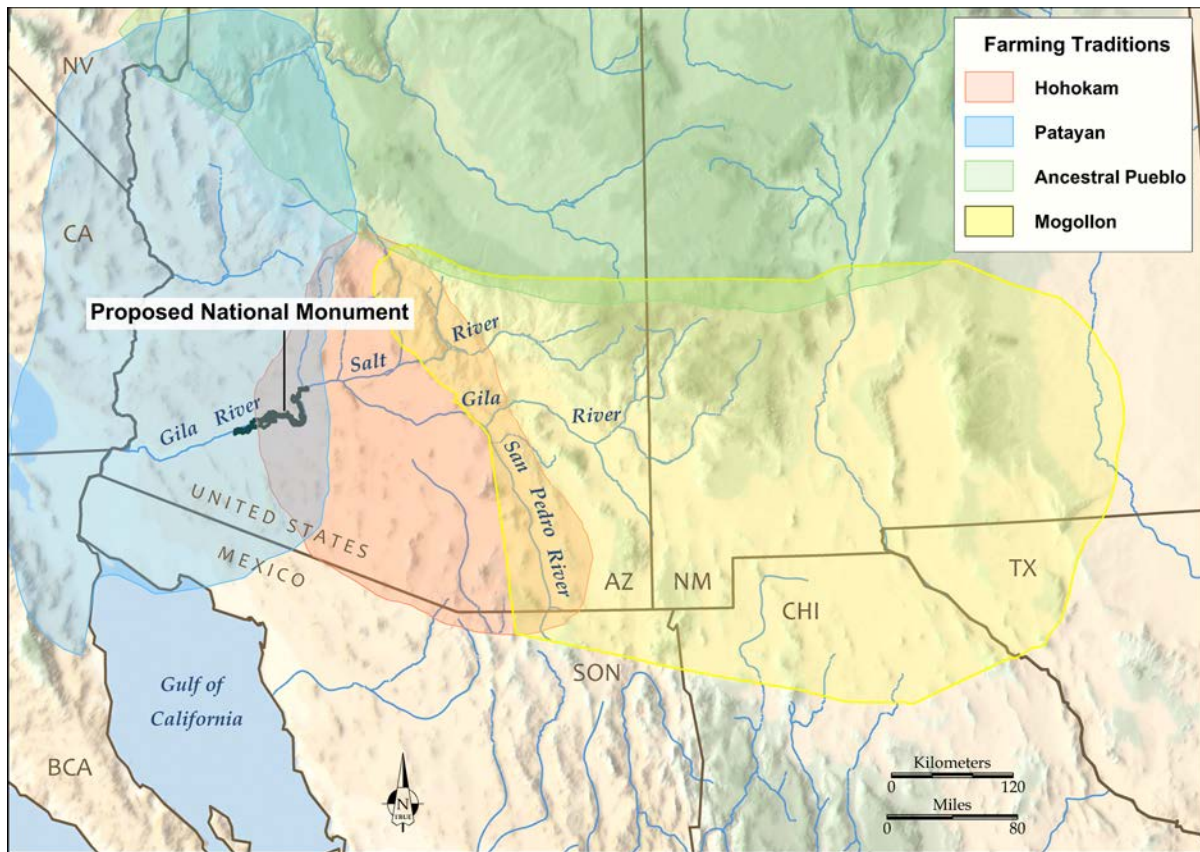 NV
Farming Traditions
Hohokam
Patayan
Ancestral Pueblo
Mogollon
CA
Proposed National Monument
Salt River
Gila River
Gila River
San Pedro River
UNITED STATES
MEXICO
AZ
NM
TX
CHI
SON
Gulf of
California
BCA
N
TRUE
Kilometers
0 120
Miles
0 80